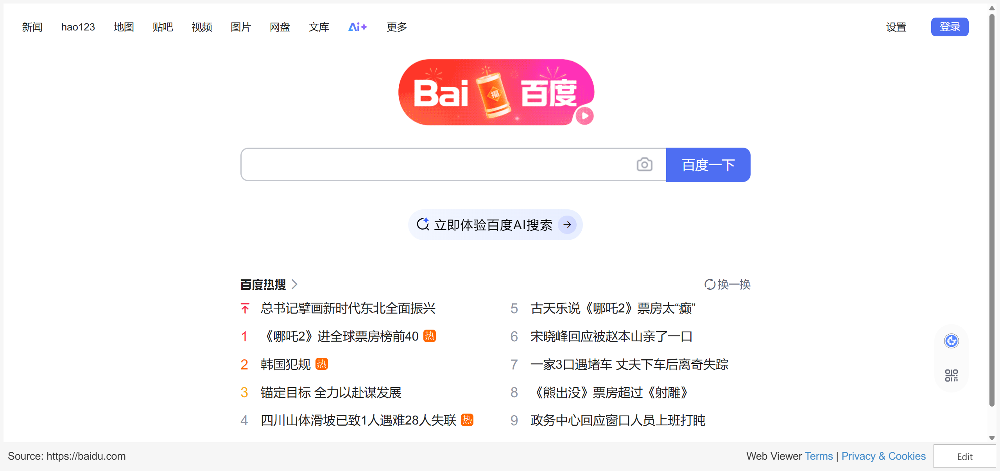 新闻 hao123 地图 贴吧 视频 图片 网盘 文库 Ai+ 更多 设置 登录
Bai 福 百度
百度一下
立即体验百度AI搜索
百度热搜 换一换
总书记擘画新时代东北全面振兴
1 《哪吒2》进全球票房榜前40 热
2 韩国犯规 热
3 锚定目标 全力以赴谋发展
4 四川山体滑坡已致1人遇难28人失联 热
5 古天乐说《哪吒2》票房太“癫”
6 宋晓峰回应被赵本山亲了一口
7 一家3口遇堵车 丈夫下车后离奇失踪
8 《熊出没》票房超过《射雕》
9 政务中心回应窗口人员上班打盹
Source: https://baidu.com Web Viewer Terms | Privacy & Cookies Edit